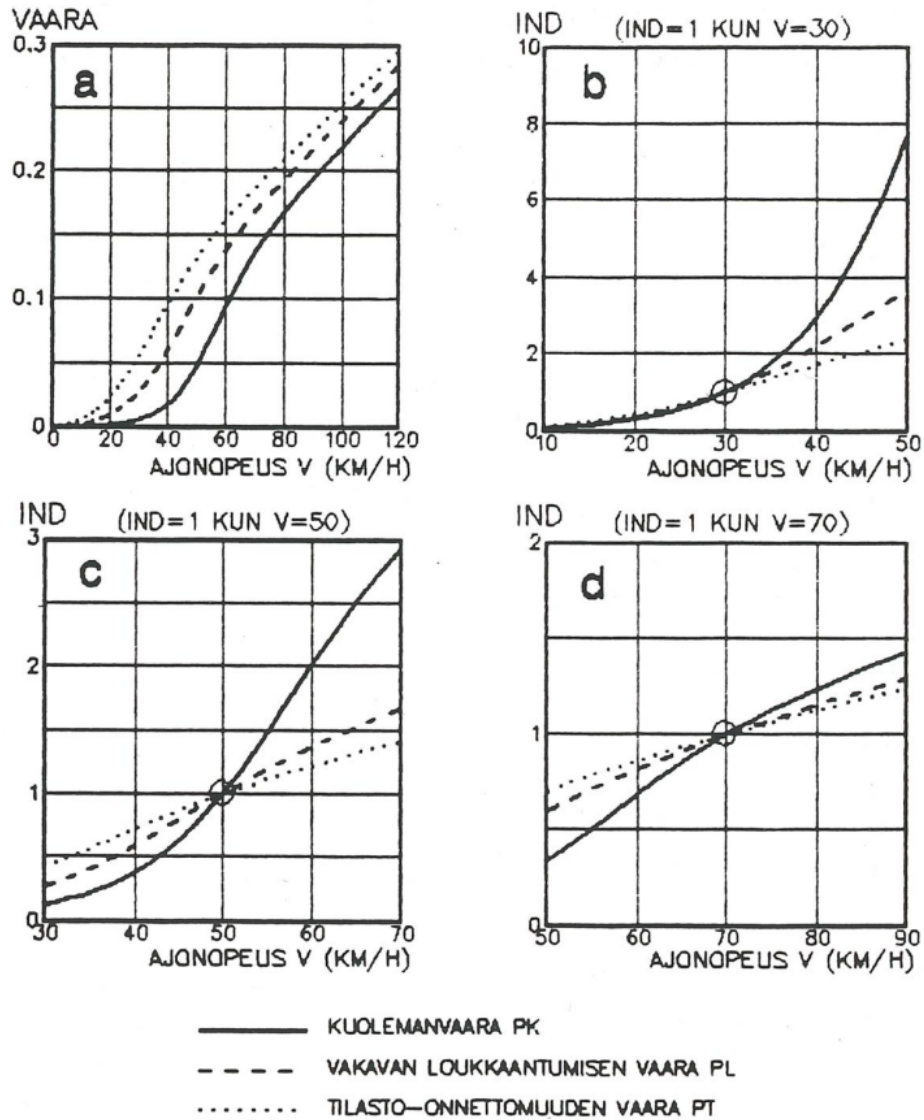 VAARA
0.3
a
0.2
0.1
0
0 20 40 60 80 100 120
AJONOPEUS V (KM/H)
IND (IND=1 KUN V=30)
10
b
8
6
4
2
0
10 20 30 40 50
AJONOPEUS V (KM/H)
IND (IND=1 KUN V=50)
3
c
2
1
0
30 40 50 60 70
AJONOPEUS V (KM/H)
IND (IND=1 KUN V=70)
2
d
1
0
50 60 70 80 90
AJONOPEUS V (KM/H)
KUOLEMANVAARA PK
VAKAVAN LOUKKAANTUMISEN VAARA PL
TILASTO-ONNETTOMUUDEN VAARA PT